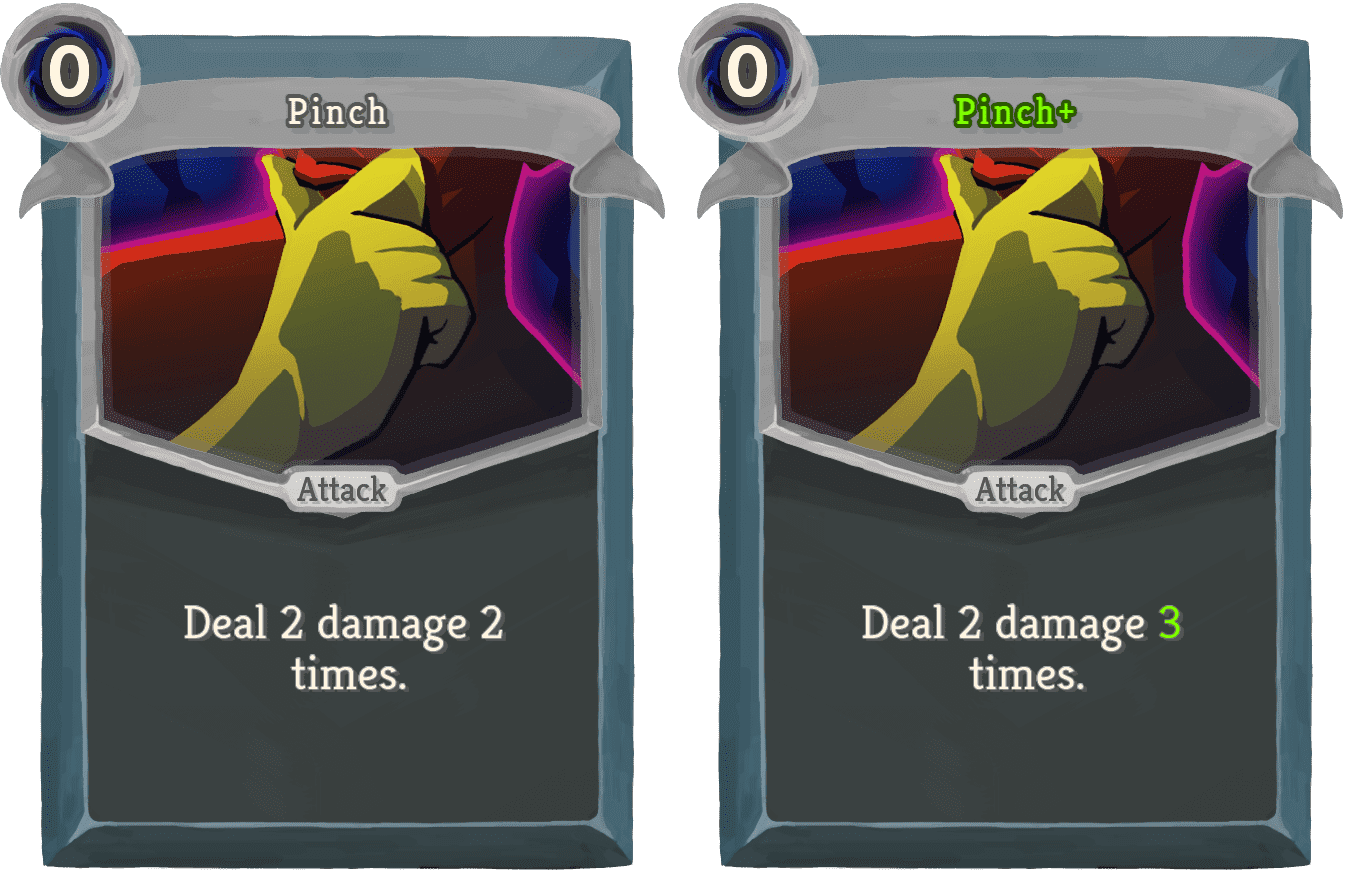 0
Pinch
Attack
Deal 2 damage 2
times.
0
Pinch+
Attack
Deal 2 damage 3
times.